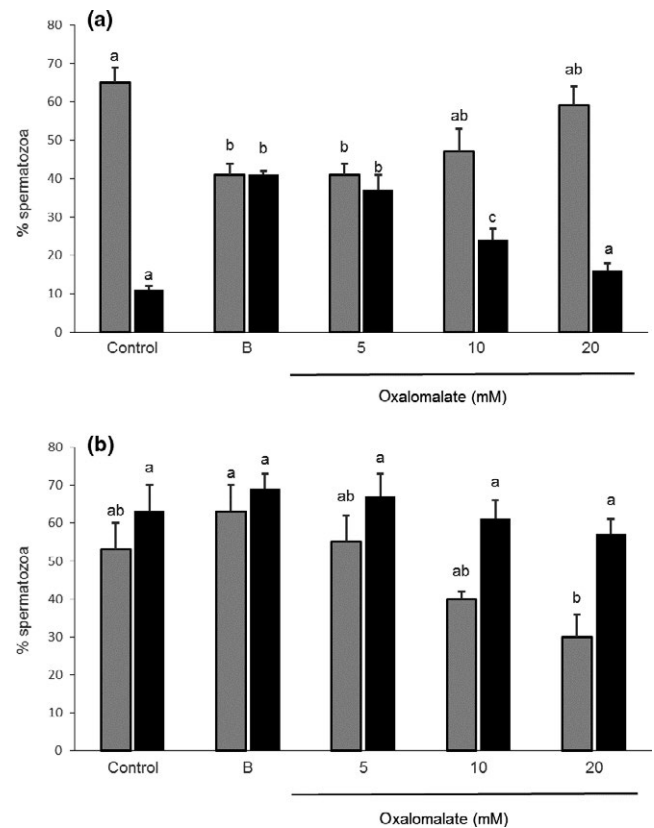 (a)
80
70
60
50
40
30
20
10
0
% spermatozoa
a a b b b b ab c ab a
Control B 5 10 20
Oxalomalate (mM)
(b)
80
70
60
50
40
30
20
10
0
% spermatozoa
ab a a a ab a ab a b a
Control B 5 10 20
Oxalomalate (mM)